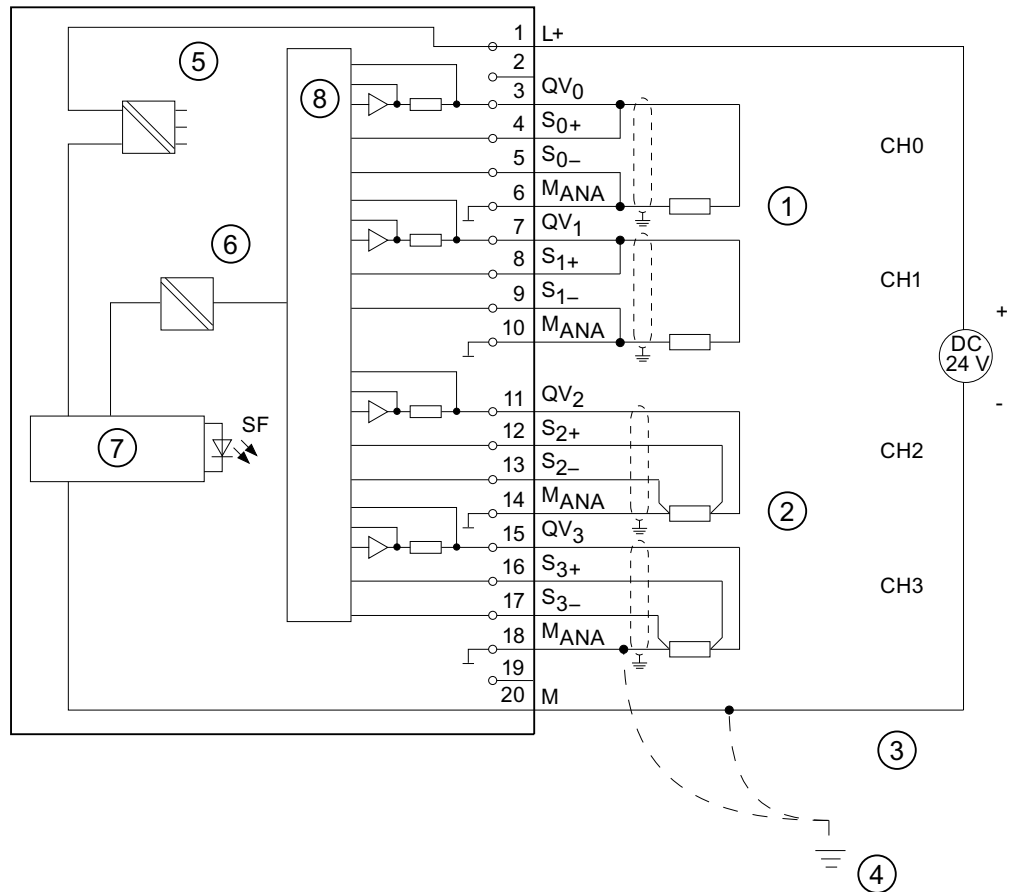 1 L+
2
3 QV0
4 S0+
5 S0–
6 MANA
7 QV1
8 S1+
9 S1–
10 MANA
11 QV2
12 S2+
13 S2–
14 MANA
15 QV3
16 S3+
17 S3–
18 MANA
19
20 M
5
8
6
7
SF
CH0
1
CH1
+
DC
24 V
-
CH2
2
CH3
3
4